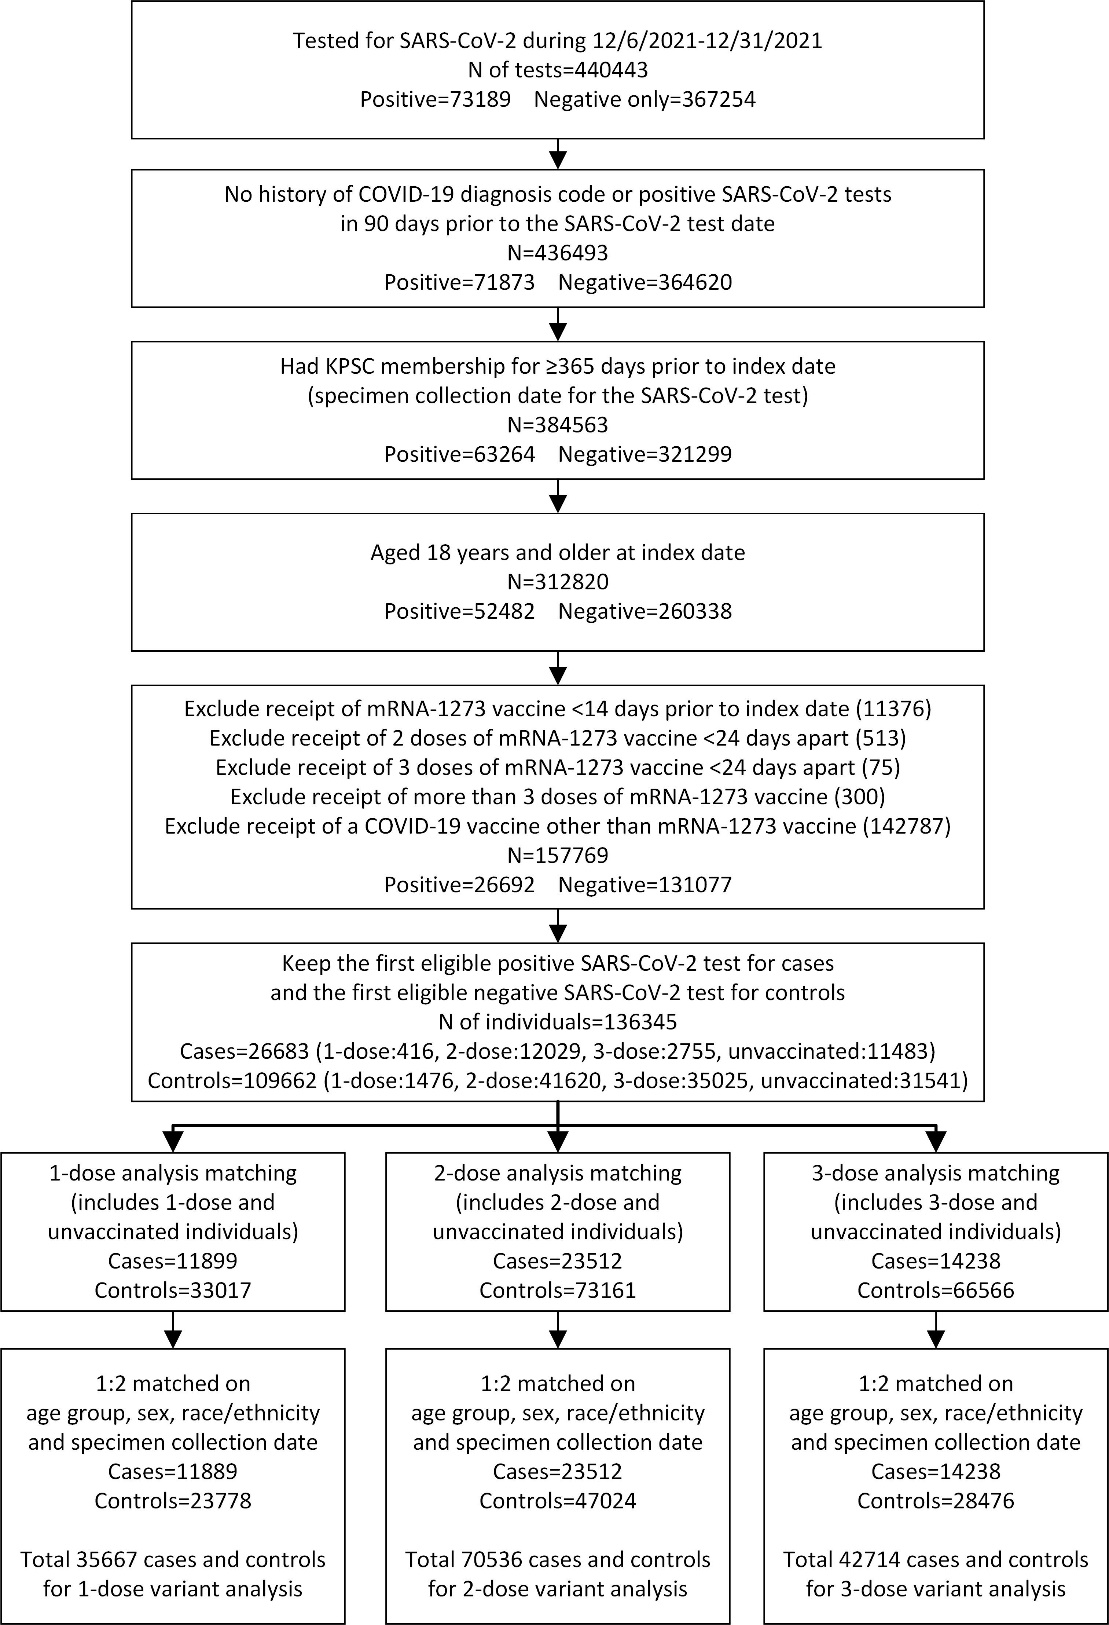 Tested for SARS-CoV-2 during 12/6/2021-12/31/2021
N of tests=440443
Positive=73189    Negative only=367254
No history of COVID-19 diagnosis code or positive SARS-CoV-2 tests
in 90 days prior to the SARS-CoV-2 test date
N=436493
Positive=71873    Negative=364620
Had KPSC membership for ≥365 days prior to index date
(specimen collection date for the SARS-CoV-2 test)
N=384563
Positive=63264    Negative=321299
Aged 18 years and older at index date
N=312820
Positive=52482    Negative=260338
Exclude receipt of mRNA-1273 vaccine <14 days prior to index date (11376)
Exclude receipt of 2 doses of mRNA-1273 vaccine <24 days apart (513)
Exclude receipt of 3 doses of mRNA-1273 vaccine <24 days apart (75)
Exclude receipt of more than 3 doses of mRNA-1273 vaccine (300)
Exclude receipt of a COVID-19 vaccine other than mRNA-1273 vaccine (142787)
N=157769
Positive=26692    Negative=131077
Keep the first eligible positive SARS-CoV-2 test for cases
and the first eligible negative SARS-CoV-2 test for controls
N of individuals=136345
Cases=26683 (1-dose:416, 2-dose:12029, 3-dose:2755, unvaccinated:11483)
Controls=109662 (1-dose:1476, 2-dose:41620, 3-dose:35025, unvaccinated:31541)
1-dose analysis matching
(includes 1-dose and
unvaccinated individuals)
Cases=11899
Controls=33017
2-dose analysis matching
(includes 2-dose and
unvaccinated individuals)
Cases=23512
Controls=73161
3-dose analysis matching
(includes 3-dose and
unvaccinated individuals)
Cases=14238
Controls=66566
1:2 matched on
age group, sex, race/ethnicity
and specimen collection date
Cases=11889
Controls=23778
Total 35667 cases and controls
for 1-dose variant analysis
1:2 matched on
age group, sex, race/ethnicity
and specimen collection date
Cases=23512
Controls=47024
Total 70536 cases and controls
for 2-dose variant analysis
1:2 matched on
age group, sex, race/ethnicity
and specimen collection date
Cases=14238
Controls=28476
Total 42714 cases and controls
for 3-dose variant analysis